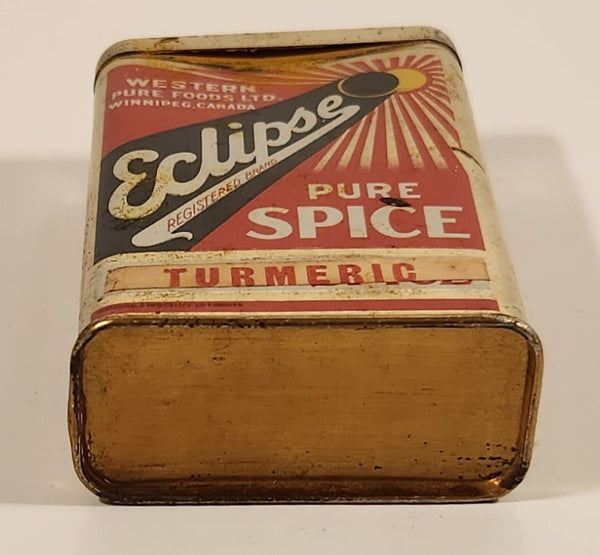 WESTERN
PURE FOODS LTD.
WINNIPEG, CANADA
Eclipse
REGISTERED BRAND
PURE
SPICE
TURMERIC